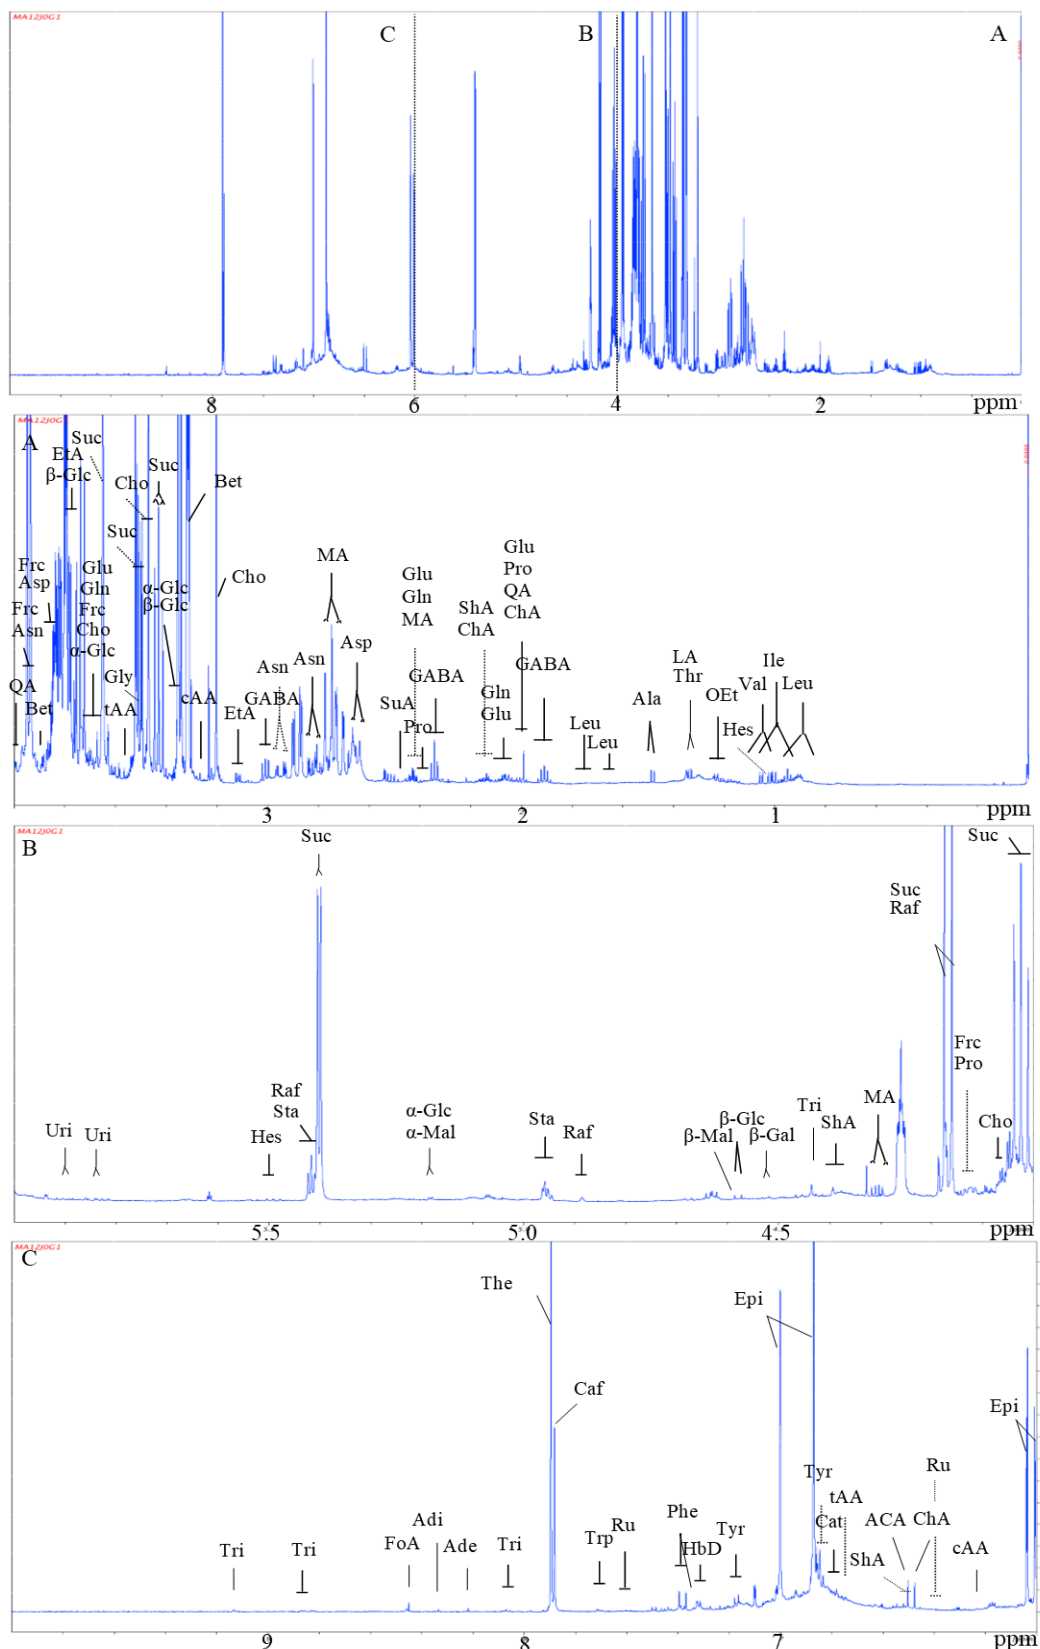 MA12J0G1
C
B
A
8
6
4
2
ppm
MA12J0G1
A
Suc
EtA
β-Glc
Suc
Cho
Bet
Suc
Frc
Asp
Glu
Gln
α-Glc
β-Glc
Cho
MA
Glu
Gln
MA
Glu
Pro
QA
ChA
ShA
ChA
Frc
Asn
Frc
Cho
α-Glc
Gly
cAA
Asn
Asn
Asp
GABA
GABA
LA
Thr
Ile
QA
Bet
tAA
EtA
GABA
SuA
Pro
Gln
Glu
Leu
Leu
Ala
OEt
Val
Leu
Hes
3
2
1
ppm
MA12J0G1
B
Suc
Suc
Suc
Raf
Uri
Uri
Hes
Raf
Sta
α-Glc
α-Mal
Sta
Raf
β-Glc
β-Mal
β-Gal
Tri
ShA
MA
Frc
Pro
Cho
5.5
5.0
4.5
ppm
MA12J0G1
C
The
Epi
Caf
Epi
Tri
Tri
FoA
Adi
Ade
Tri
Trp
Ru
Phe
HbD
Tyr
Tyr
tAA
Cat
ShA
ACA
Ru
ChA
cAA
9
8
7
ppm